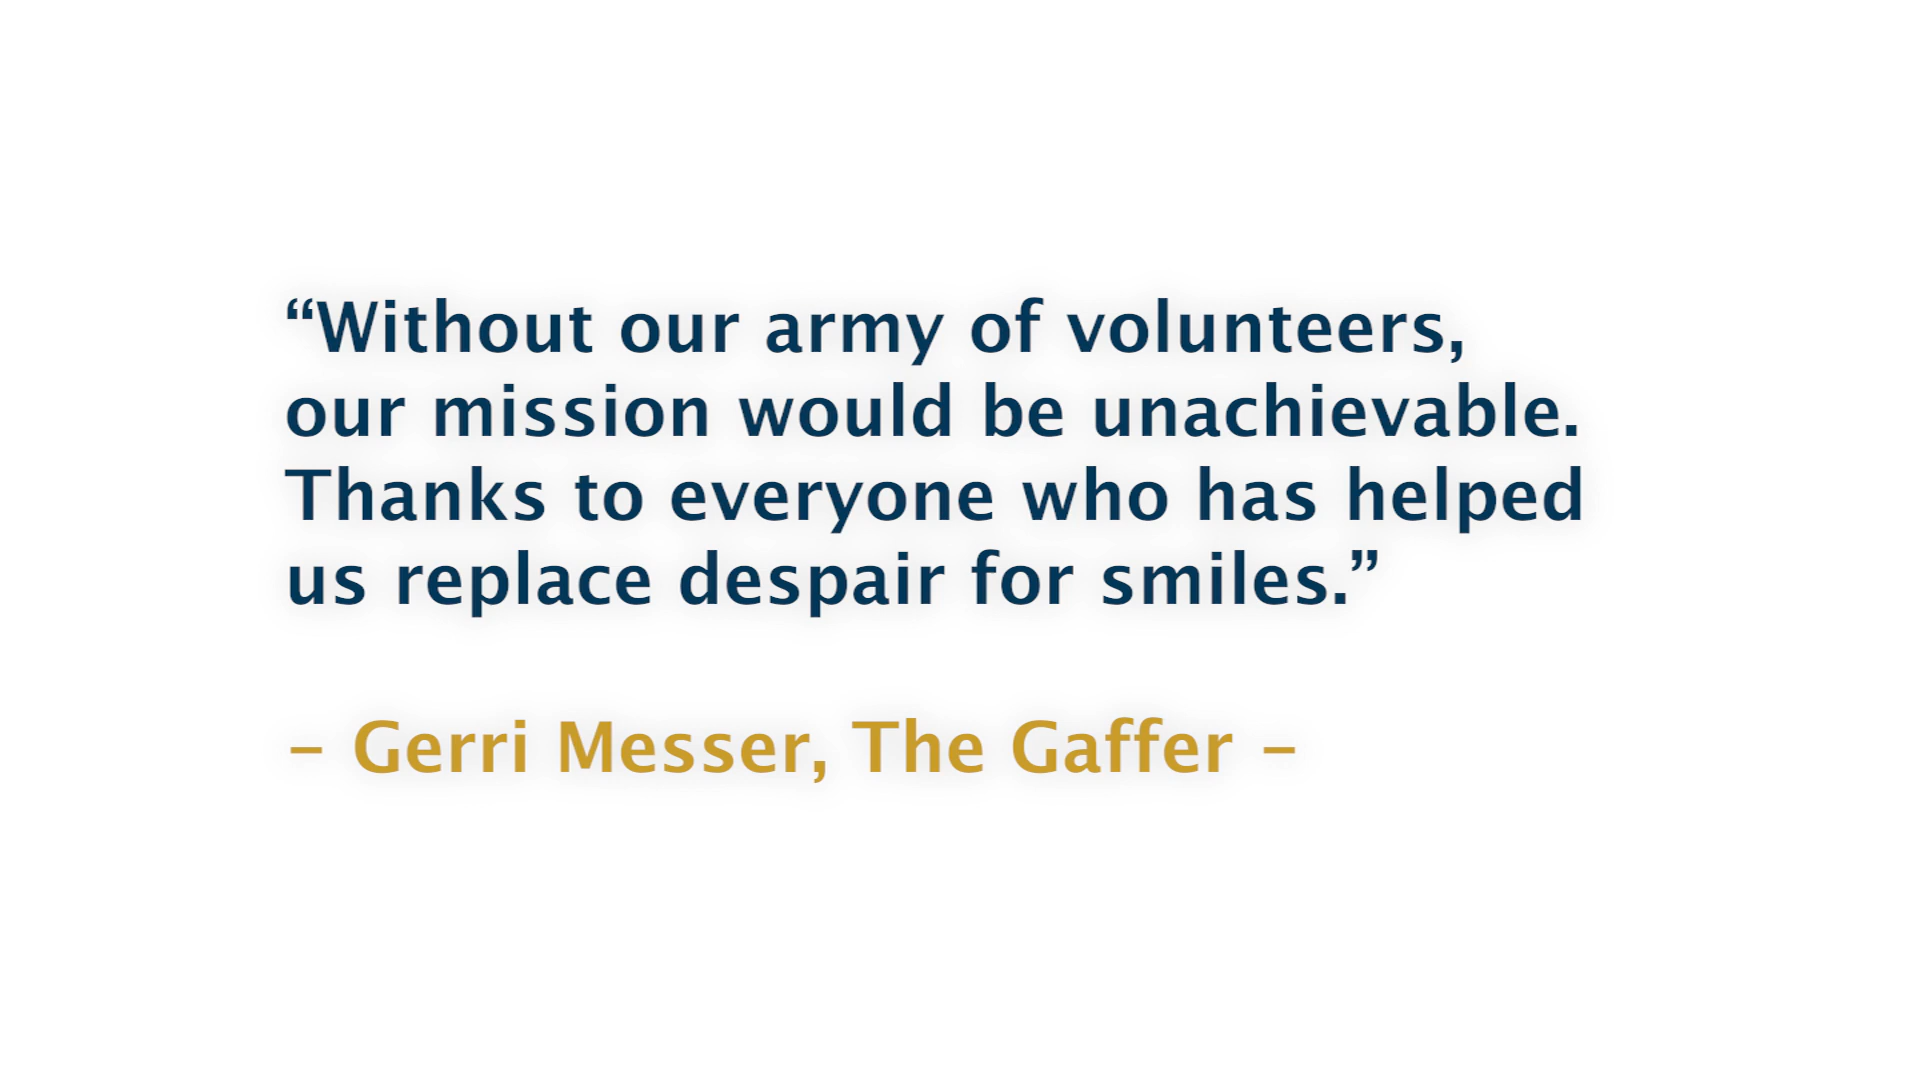 “Without our army of volunteers,
our mission would be unachievable.
Thanks to everyone who has helped
us replace despair for smiles.”
– Gerri Messer, The Gaffer –